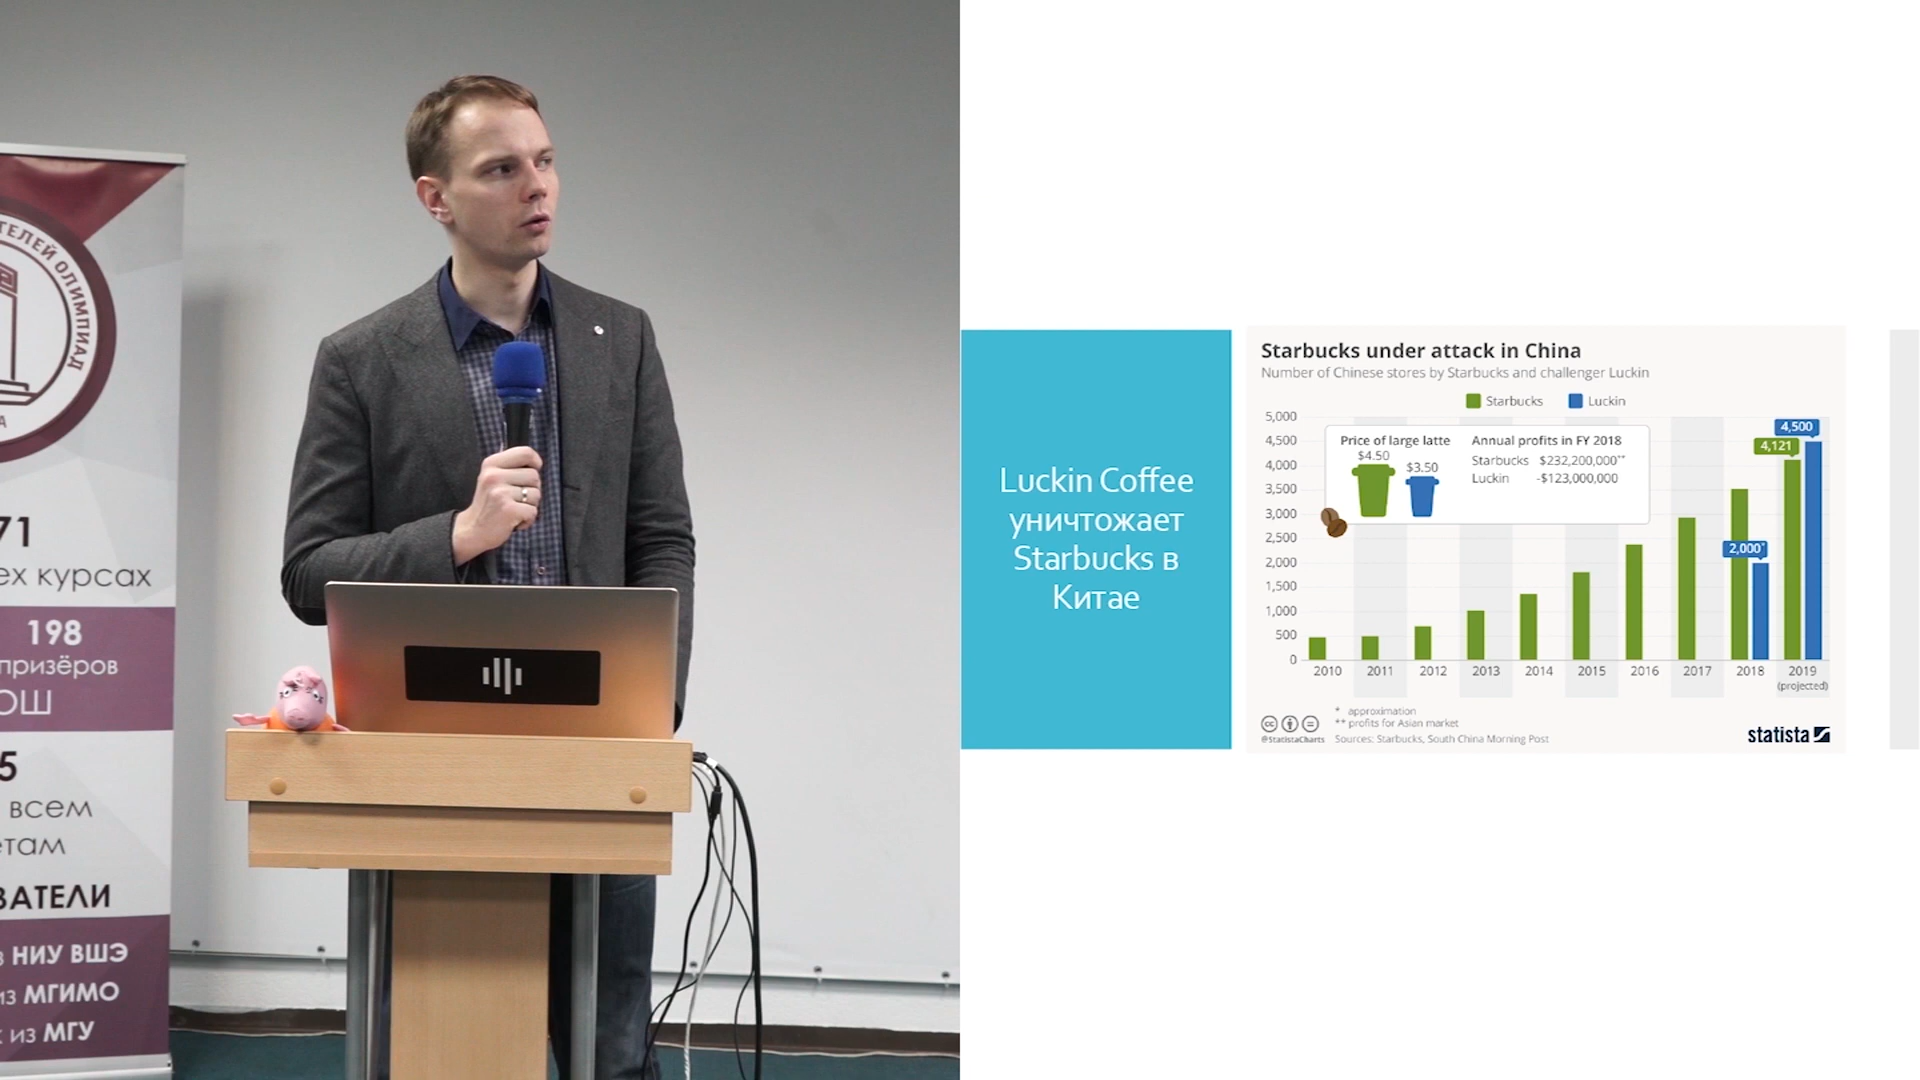 ТЕЛЕЙ ОЛИМПИАД
71
ех курсах
198
призёров
ОШ
5
всем
етам
ВАТЕЛИ
в НИУ ВШЭ
из МГИМО
из МГУ
Luckin Coffee
уничтожает
Starbucks в
Китае
Starbucks under attack in China
Number of Chinese stores by Starbucks and challenger Luckin
Starbucks Luckin
5,000
4,500
4,000
3,500
3,000
2,500
2,000
1,500
1,000
500
0
Price of large latte
$4.50
$3.50
Annual profits in FY 2018
Starbucks $232,200,000**
Luckin -$123,000,000
2,000*
4,121
4,500
2010 2011 2012 2013 2014 2015 2016 2017 2018 2019
(projected)
* approximation
** profits for Asian market
@StatistaCharts Sources: Starbucks, South China Morning Post
statista